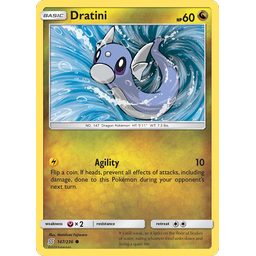 BASIC
Dratini
HP60
NO. 147 Dragon Pokémon HT: 5'11" WT: 7.3 lbs.
Agility 10
Flip a coin. If heads, prevent all effects of attacks, including
damage, done to this Pokémon during your opponent's
next turn.
weakness ×2 resistance retreat
Illus.